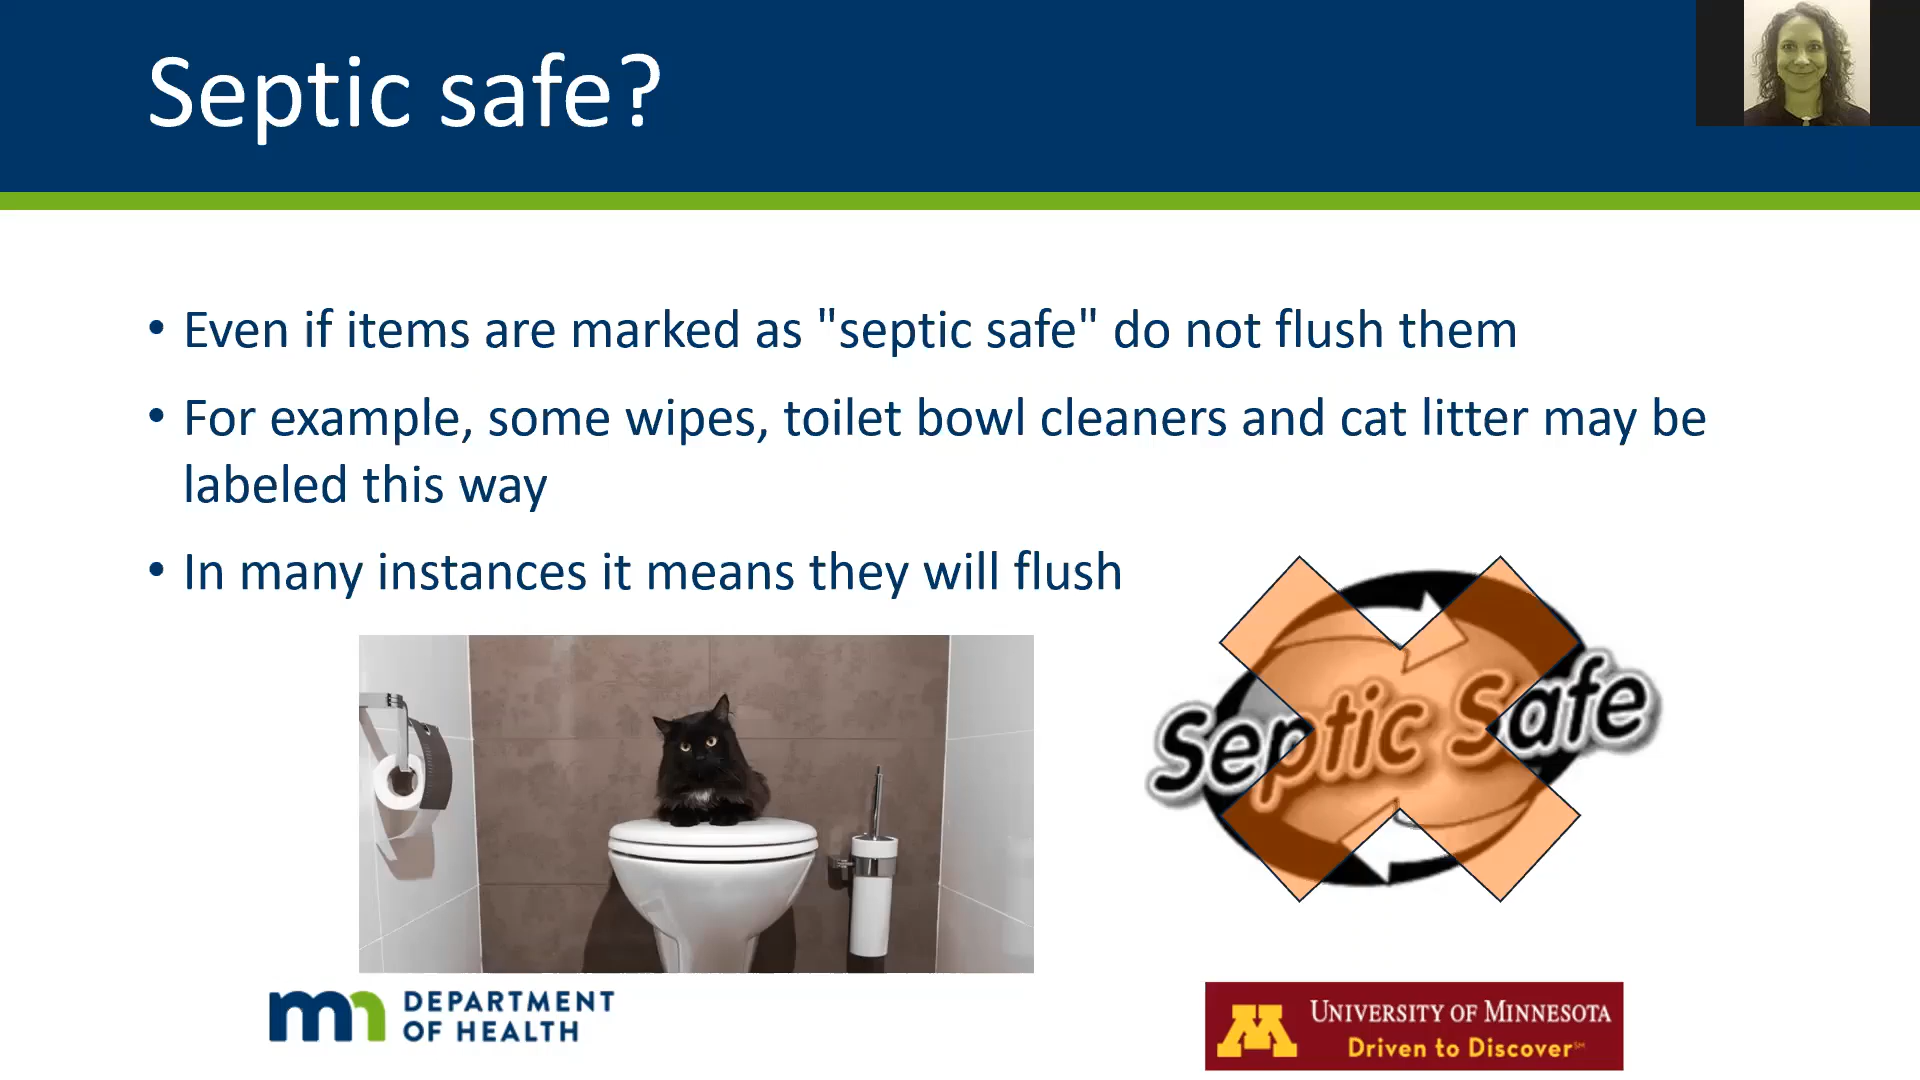 Septic safe?
• Even if items are marked as "septic safe" do not flush them
• For example, some wipes, toilet bowl cleaners and cat litter may be
labeled this way
• In many instances it means they will flush
Septic Safe
mn DEPARTMENT
OF HEALTH
M UNIVERSITY OF MINNESOTA
Driven to Discover℠